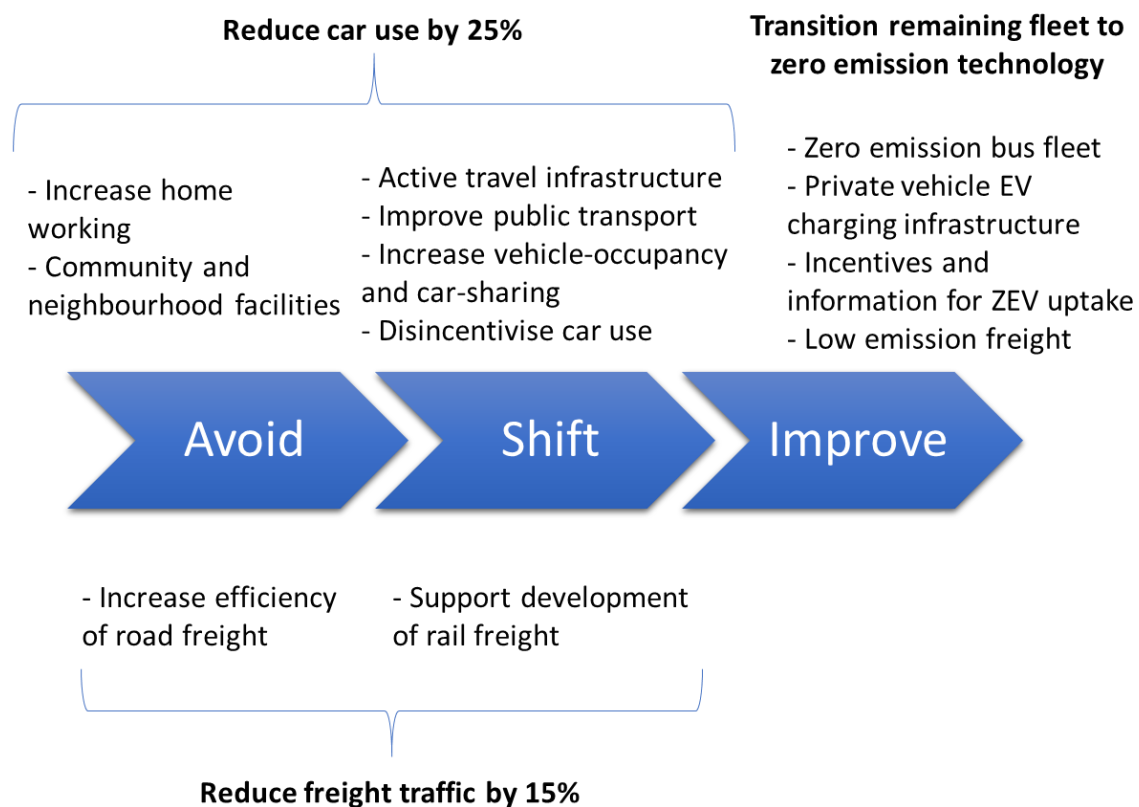 Reduce car use by 25%
Transition remaining fleet to
zero emission technology
- Increase home
working
- Community and
neighbourhood facilities
- Active travel infrastructure
- Improve public transport
- Increase vehicle-occupancy
and car-sharing
- Disincentivise car use
- Zero emission bus fleet
- Private vehicle EV
charging infrastructure
- Incentives and
information for ZEV uptake
- Low emission freight
Avoid
Shift
Improve
- Increase efficiency
of road freight
- Support development
of rail freight
Reduce freight traffic by 15%